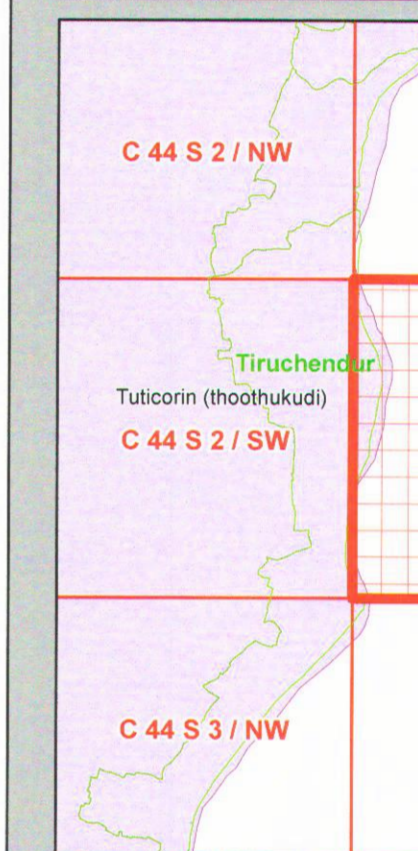 C 44 S 2 / NW
Tiruchendur
Tuticorin (thoothukudi)
C 44 S 2 / SW
C 44 S 3 / NW